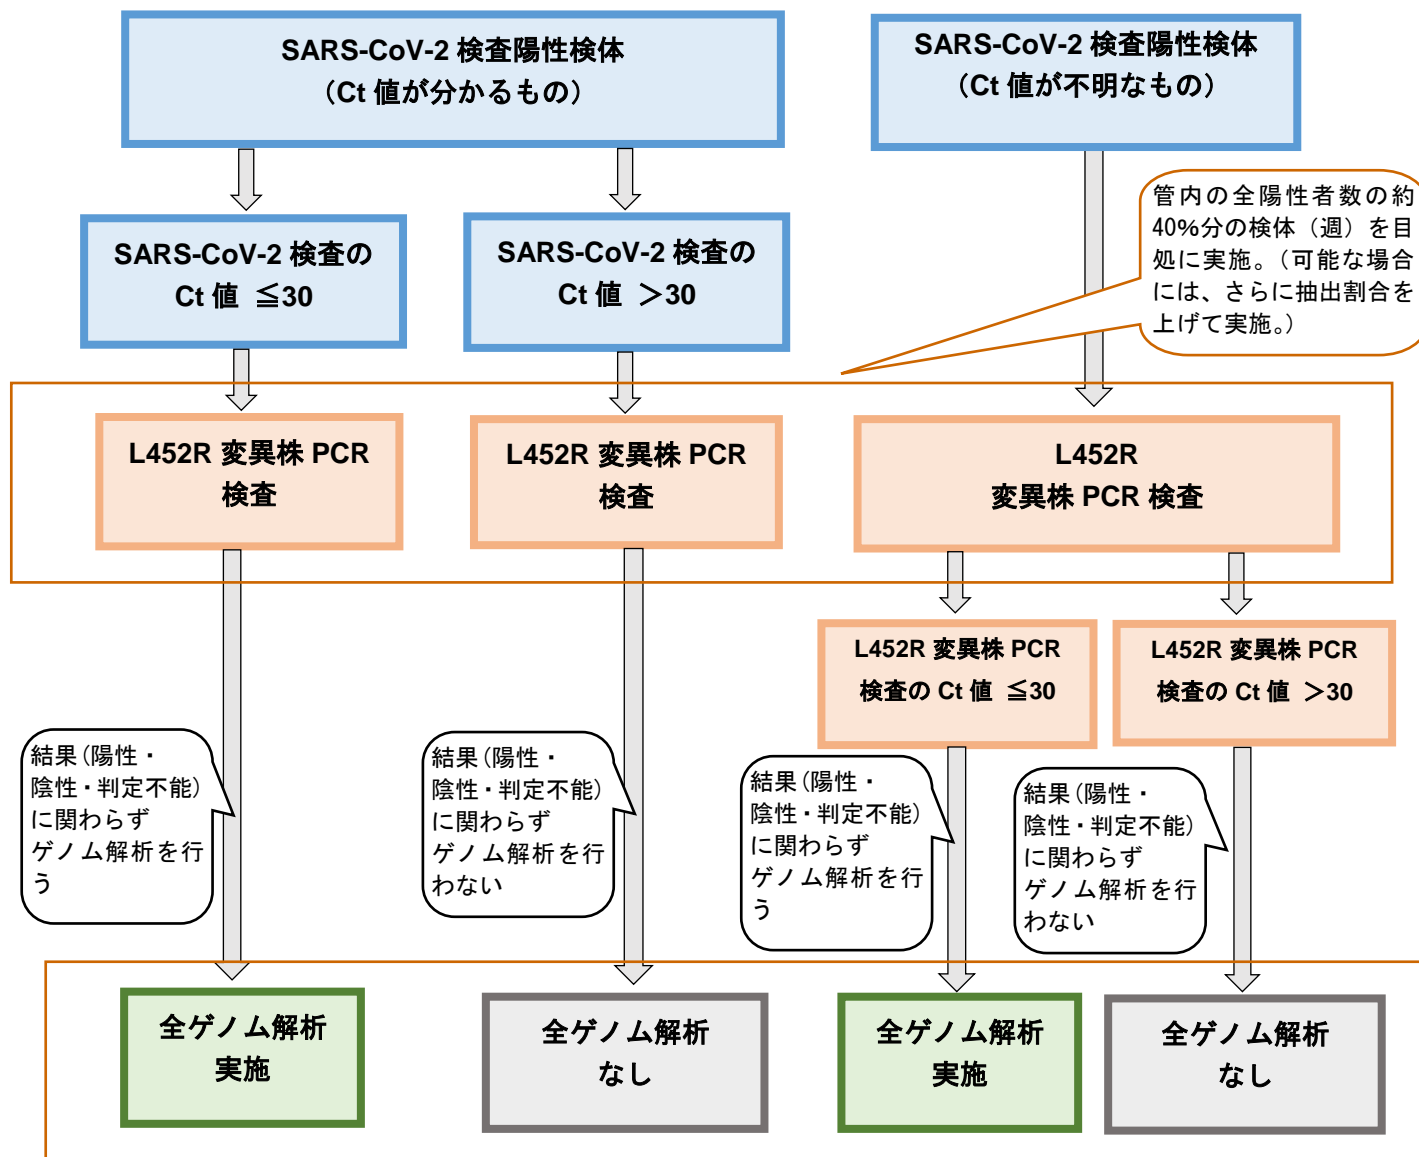 SARS-CoV-2 検査陽性検体
（Ct 値が分かるもの）
SARS-CoV-2 検査陽性検体
（Ct 値が不明なもの）
管内の全陽性者数の約
40%分の検体（週）を目
処に実施。（可能な場合
には、さらに抽出割合を
上げて実施。）
SARS-CoV-2 検査の
Ct 値 ≦30
SARS-CoV-2 検査の
Ct 値 ＞30
L452R 変異株 PCR
検査
L452R 変異株 PCR
検査
L452R
変異株 PCR 検査
L452R 変異株 PCR
検査の Ct 値 ≦30
L452R 変異株 PCR
検査の Ct 値 ＞30
結果（陽性・
陰性・判定不能）
に関わらず
ゲノム解析を行
う
結果（陽性・
陰性・判定不能）
に関わらず
ゲノム解析を行
わない
結果（陽性・
陰性・判定不能）
に関わらず
ゲノム解析を行
う
結果（陽性・
陰性・判定不能）
に関わらず
ゲノム解析を行
わない
全ゲノム解析
実施
全ゲノム解析
なし
全ゲノム解析
実施
全ゲノム解析
なし